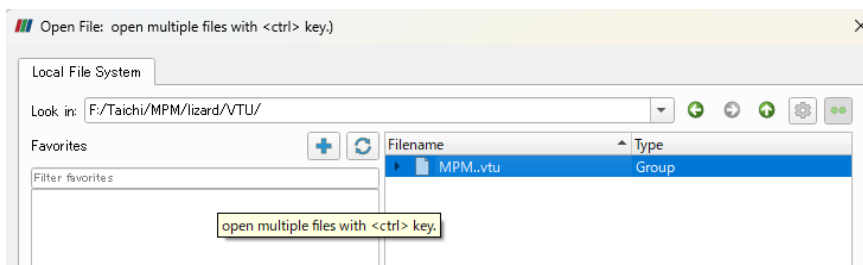 Open File:  open multiple files with <ctrl> key.)
Local File System
Look in: F:/Taichi/MPM/lizard/VTU/
Favorites
Filename
Type
MPM..vtu
Group
Filter favorites
open multiple files with <ctrl> key.